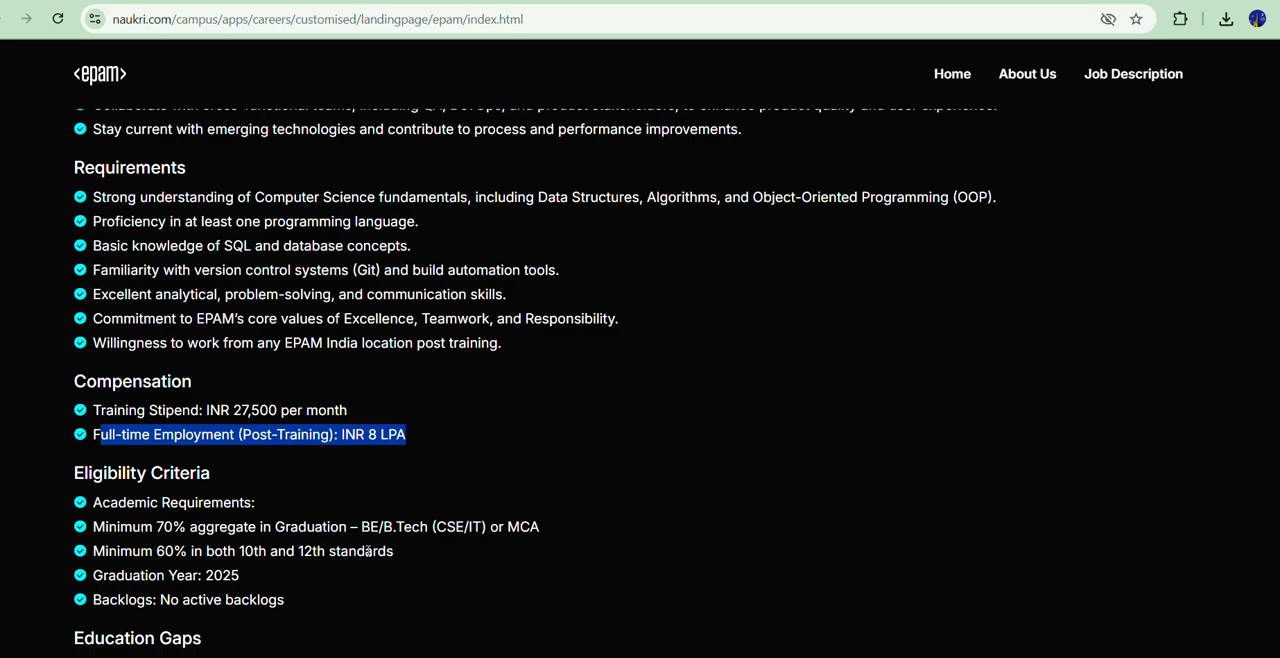 naukri.com/campus/apps/careers/customised/landingpage/epam/index.html
<epam>
Home About Us Job Description
Collaborate with cross-functional teams, including QA, DevOps, and product stakeholders, to enhance product quality and user experience.
Stay current with emerging technologies and contribute to process and performance improvements.
Requirements
Strong understanding of Computer Science fundamentals, including Data Structures, Algorithms, and Object-Oriented Programming (OOP).
Proficiency in at least one programming language.
Basic knowledge of SQL and database concepts.
Familiarity with version control systems (Git) and build automation tools.
Excellent analytical, problem-solving, and communication skills.
Commitment to EPAM’s core values of Excellence, Teamwork, and Responsibility.
Willingness to work from any EPAM India location post training.
Compensation
Training Stipend: INR 27,500 per month
Full-time Employment (Post-Training): INR 8 LPA
Eligibility Criteria
Academic Requirements:
Minimum 70% aggregate in Graduation – BE/B.Tech (CSE/IT) or MCA
Minimum 60% in both 10th and 12th standards
Graduation Year: 2025
Backlogs: No active backlogs
Education Gaps